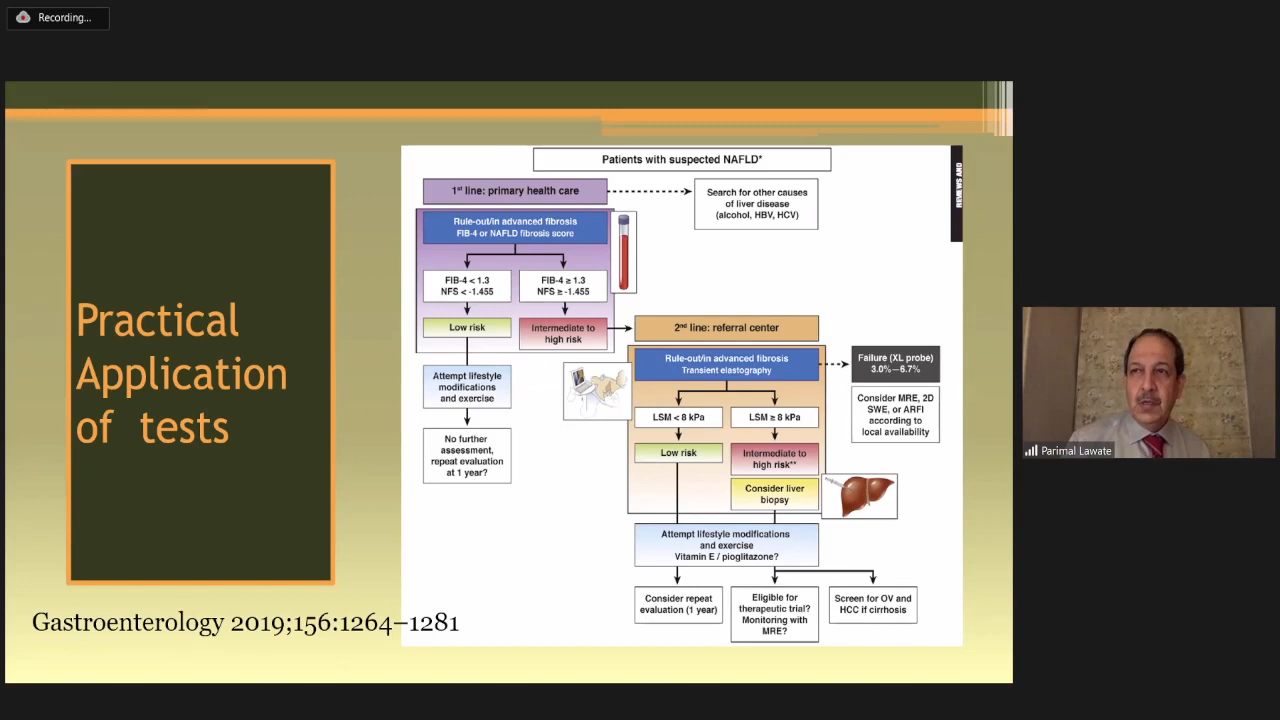 Recording...
Practical
Application
of tests
Gastroenterology 2019;156:1264–1281
Patients with suspected NAFLD*
REVIEWS AND
1st line: primary health care
Search for other causes
of liver disease
(alcohol, HBV, HCV)
Rule-out/in advanced fibrosis
FIB-4 or NAFLD fibrosis score
FIB-4 < 1.3
NFS < -1.455
FIB-4 ≥ 1.3
NFS ≥ -1.455
Low risk
Intermediate to
high risk
Attempt lifestyle
modifications
and exercise
No further
assessment,
repeat evaluation
at 1 year?
2nd line: referral center
Rule-out/in advanced fibrosis
Transient elastography
Failure (XL probe)
3.0%–6.7%
Consider MRE, 2D
SWE, or ARFI
according to
local availability
LSM < 8 kPa
LSM ≥ 8 kPa
Low risk
Intermediate to
high risk**
Consider liver
biopsy
Attempt lifestyle modifications
and exercise
Vitamin E / pioglitazone?
Consider repeat
evaluation (1 year)
Eligible for
therapeutic trial?
Monitoring with
MRE?
Screen for OV and
HCC if cirrhosis
Parimal Lawate